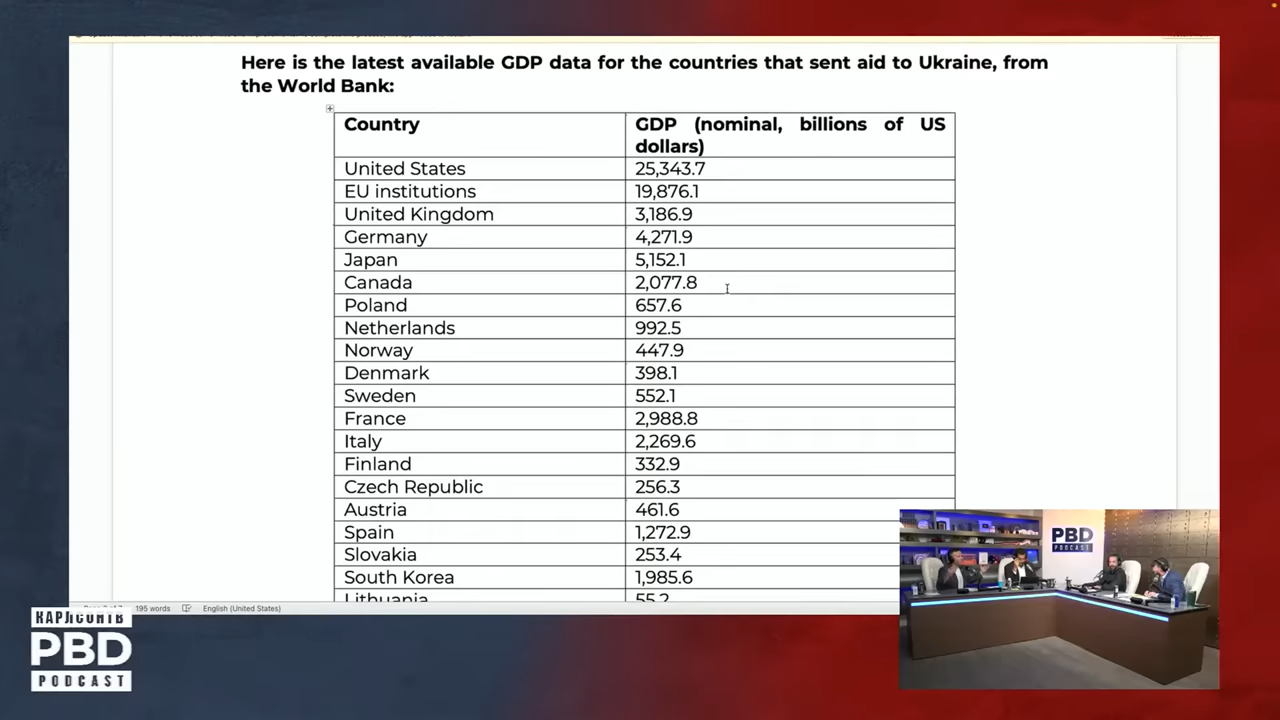 Here is the latest available GDP data for the countries that sent aid to Ukraine, from
the World Bank:
Country
GDP (nominal, billions of US
dollars)
United States 25,343.7
EU institutions 19,876.1
United Kingdom 3,186.9
Germany 4,271.9
Japan 5,152.1
Canada 2,077.8
Poland 657.6
Netherlands 992.5
Norway 447.9
Denmark 398.1
Sweden 552.1
France 2,988.8
Italy 2,269.6
Finland 332.9
Czech Republic 256.3
Austria 461.6
Spain 1,272.9
Slovakia 253.4
South Korea 1,985.6
Lithuania 55.2
195 words English (United States)
КАРЛСОНТВ
PBD
PODCAST
PBD
PODCAST